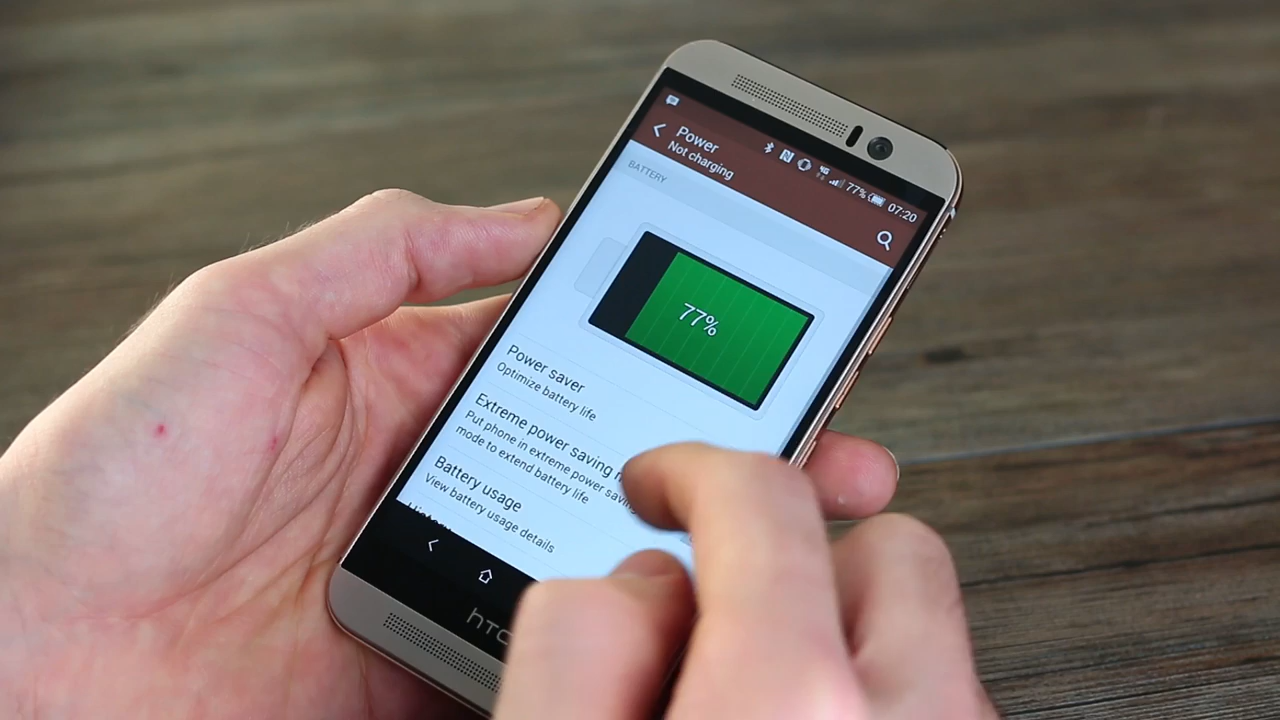 77% 07:20
Power
Not charging
BATTERY
77%
Power saver
Optimize battery life
Extreme power saving
Put phone in extreme power saving
mode to extend battery life
Battery usage
View battery usage details
htc